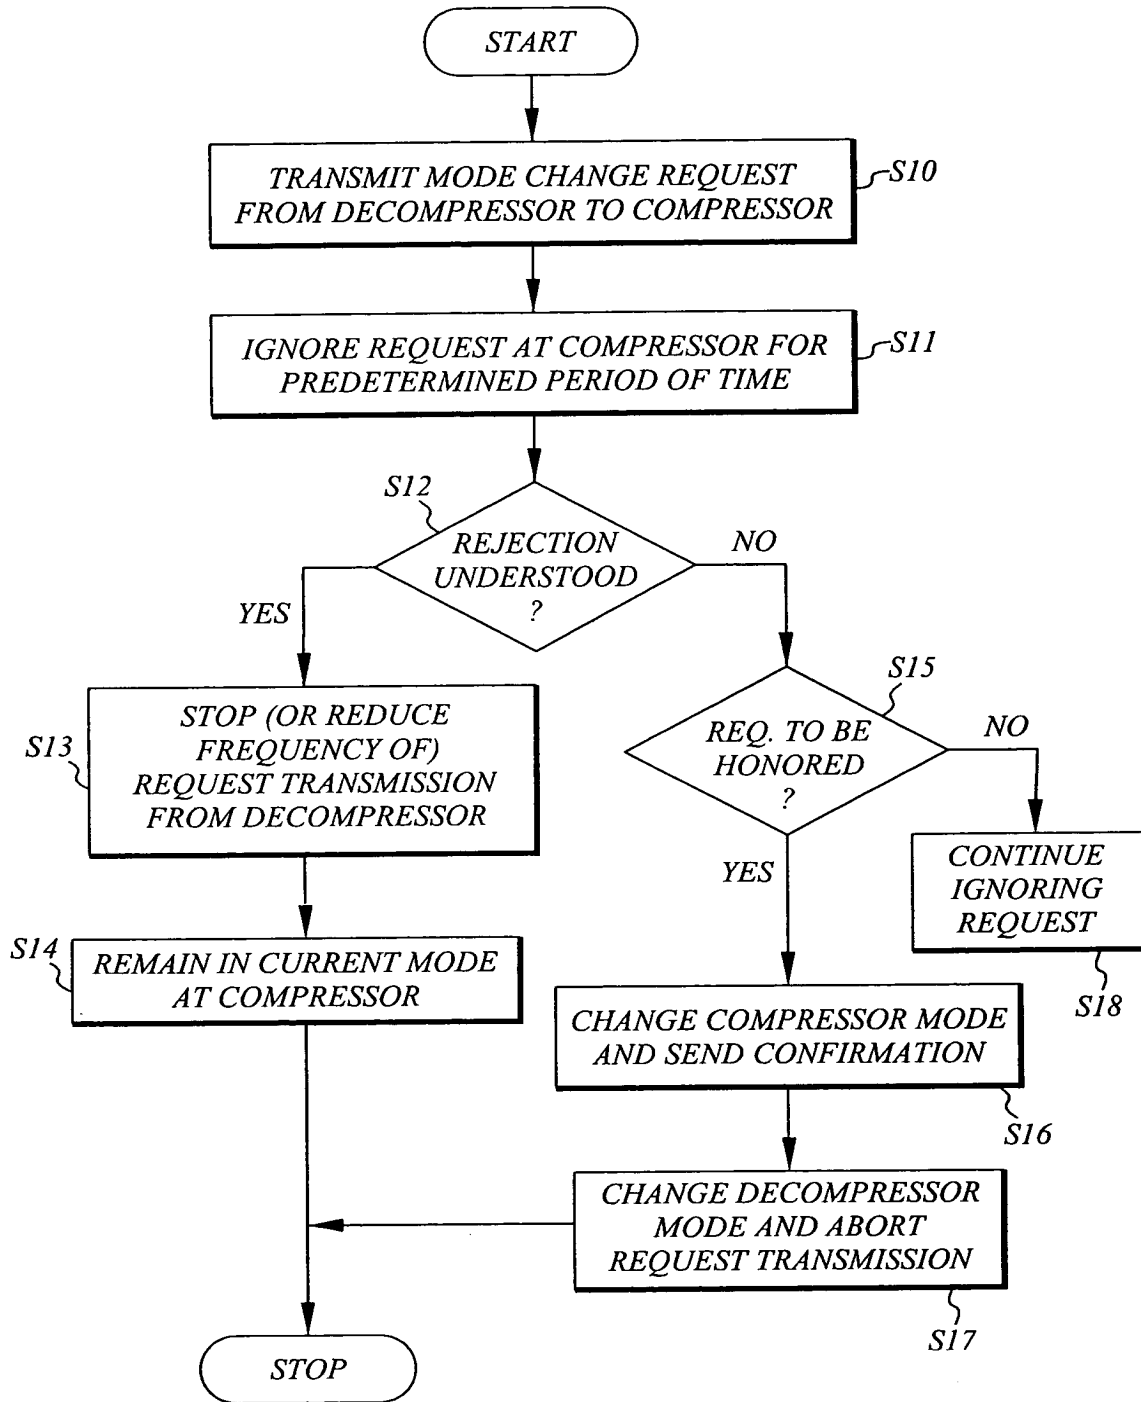 START
TRANSMIT MODE CHANGE REQUEST
FROM DECOMPRESSOR TO COMPRESSOR
S10
IGNORE REQUEST AT COMPRESSOR FOR
PREDETERMINED PERIOD OF TIME
S11
S12
REJECTION
UNDERSTOOD
?
YES
NO
S13
STOP (OR REDUCE
FREQUENCY OF)
REQUEST TRANSMISSION
FROM DECOMPRESSOR
S15
REQ. TO BE
HONORED
?
NO
YES
CONTINUE
IGNORING
REQUEST
S18
S14
REMAIN IN CURRENT MODE
AT COMPRESSOR
CHANGE COMPRESSOR MODE
AND SEND CONFIRMATION
S16
CHANGE DECOMPRESSOR
MODE AND ABORT
REQUEST TRANSMISSION
S17
STOP